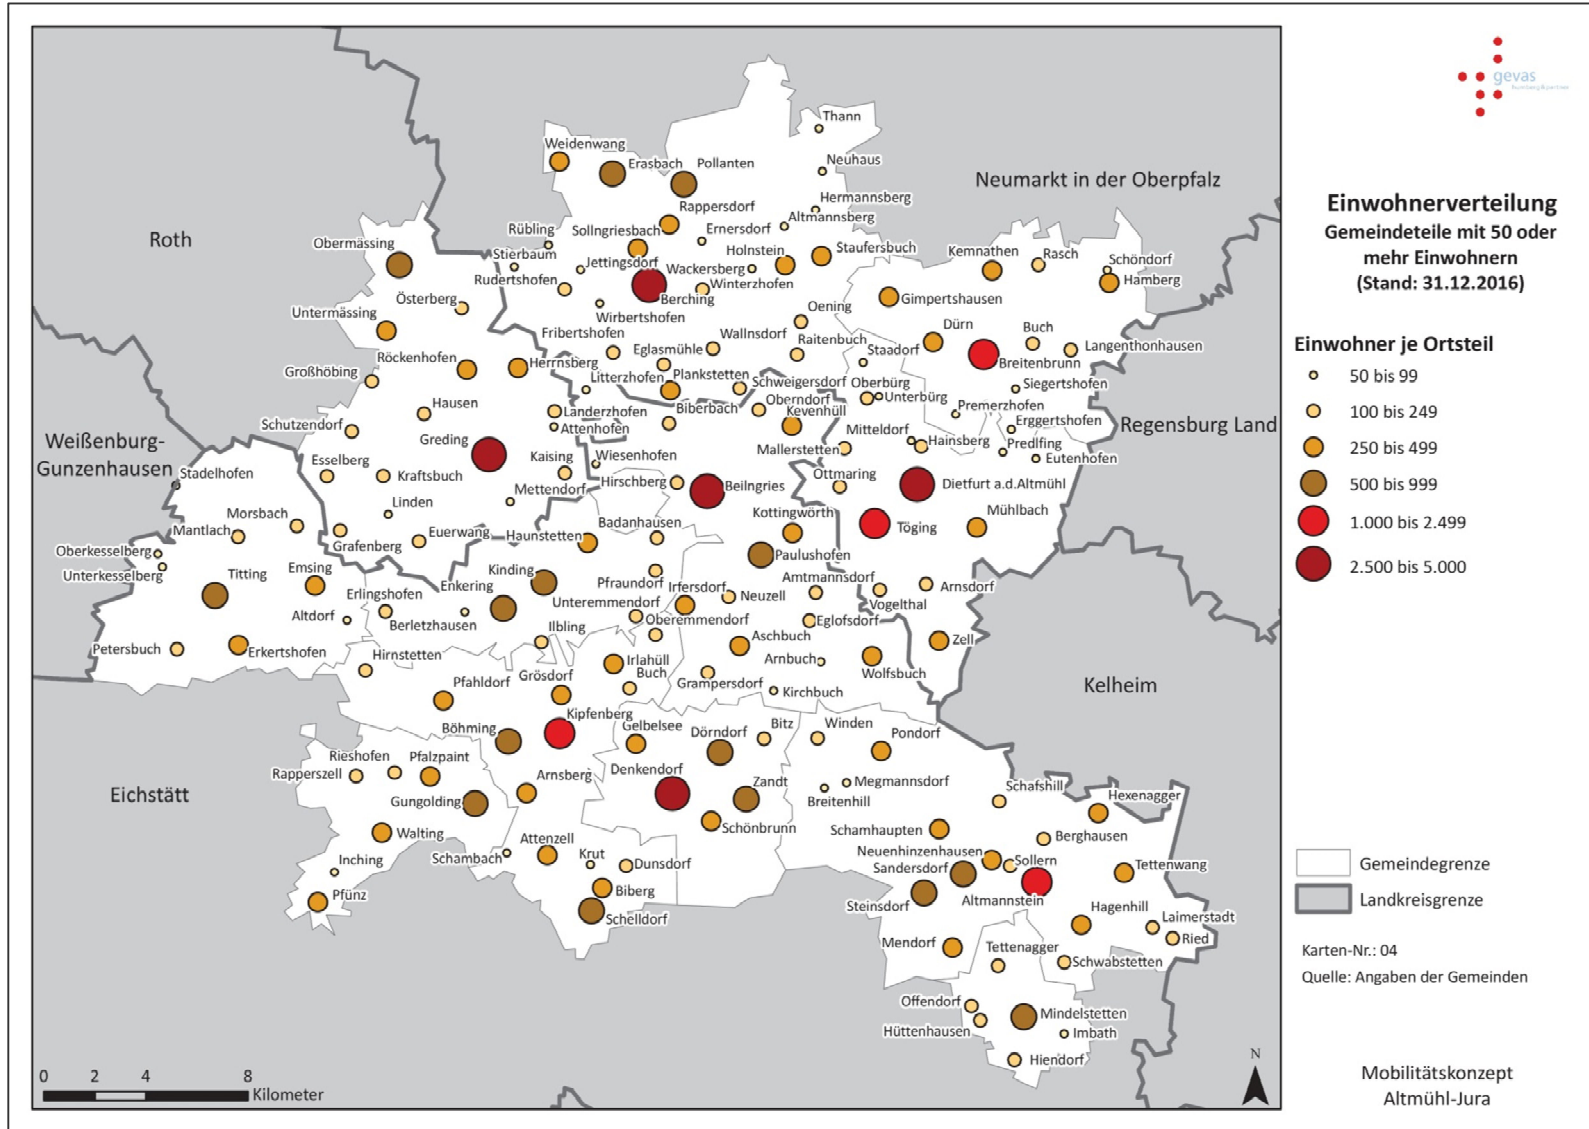 Thann
Weidenwang
Erasbach
Pollanten
Neuhaus
Neumarkt in der Oberpfalz
Hermannsberg
Rappersdorf
Altmannsberg
Roth
Rübling
Sollngriesbach
Ernersdorf
Obermässing
Stierbaum
Holnstein
Staufersbuch
Kemnathen
Rasch
Schöndorf
Jettingsdorf
Wackersberg
Rudertshofen
Winterzhofen
Hamberg
Österberg
Berching
Gimpertshausen
Untermässing
Wirbertshofen
Oening
Fribertshofen
Wallnsdorf
Raitenbuch
Dürn
Buch
Röckenhofen
Eglasmühle
Staadorf
Langenthonhausen
Großhöbing
Herrnsberg
Breitenbrunn
Litterzhofen
Plankstetten
Schweigersdorf
Oberbürg
Siegertshofen
Hausen
Landerzhofen
Biberbach
Oberndorf
Unterbürg
Schutzendorf
Attenhofen
Kevenhüll
Premerzhofen
Erggertshofen
Regensburg Land
Weißenburg-
Gunzenhausen
Greding
Mitteldorf
Hainsberg
Predlfing
Stadelhofen
Esselberg
Kraftsbuch
Kaising
Wiesenhofen
Mallerstetten
Eutenhofen
Hirschberg
Beilngries
Ottmaring
Dietfurt a.d.Altmühl
Linden
Mettendorf
Morsbach
Mantlach
Kottingwörth
Mühlbach
Badanhausen
Töging
Oberkesselberg
Grafenberg
Euerwang
Haunstetten
Unterkesselberg
Titting
Emsing
Kinding
Paulushofen
Enkering
Pfraundorf
Irfersdorf
Amtmannsdorf
Arnsdorf
Erlingshofen
Unteremmendorf
Neuzell
Vogelthal
Altdorf
Berletzhausen
Ilbling
Oberemmendorf
Eglofsdorf
Petersbuch
Erkertshofen
Aschbuch
Zell
Hirnstetten
Irlahüll
Arnbuch
Wolfsbuch
Pfahldorf
Grösdorf
Buch
Grampersdorf
Kirchbuch
Kelheim
Böhming
Kipfenberg
Gelbelsee
Dörndorf
Bitz
Winden
Pondorf
Rieshofen
Pfalzpaint
Rapperszell
Arnsberg
Denkendorf
Zandt
Megmannsdorf
Eichstätt
Gungolding
Breitenhill
Schafshill
Hexenagger
Walting
Schönbrunn
Schamhaupten
Berghausen
Attenzell
Schambach
Krut
Dunsdorf
Neuenhinzenhausen
Sollern
Tettenwang
Inching
Sandersdorf
Pfünz
Biberg
Steinsdorf
Altmannstein
Schelldorf
Hagenhill
Laimerstadt
Mendorf
Tettenagger
Ried
Schwabstetten
Offendorf
Mindelstetten
Hüttenhausen
Imbath
Hiendorf
0 2 4 8
Kilometer
N
gevas
Einwohnerverteilung
Gemeindeteile mit 50 oder
mehr Einwohnern
(Stand: 31.12.2016)
Einwohner je Ortsteil
50 bis 99
100 bis 249
250 bis 499
500 bis 999
1.000 bis 2.499
2.500 bis 5.000
Gemeindegrenze
Landkreisgrenze
Karten-Nr.: 04
Quelle: Angaben der Gemeinden
Mobilitätskonzept
Altmühl-Jura